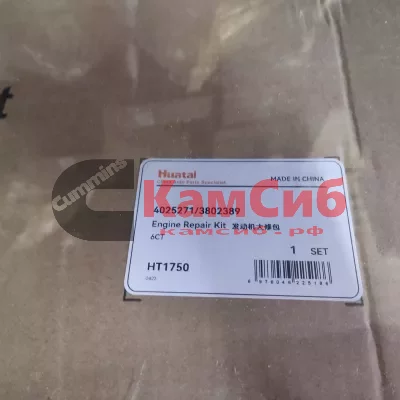 t
Huatai
MADE IN CHINA
Cummins
КамСиб
4025271/3802389
Engine Repair Kit 发动机大修包
камсиб-рф
6CT
1 SET
HT1750